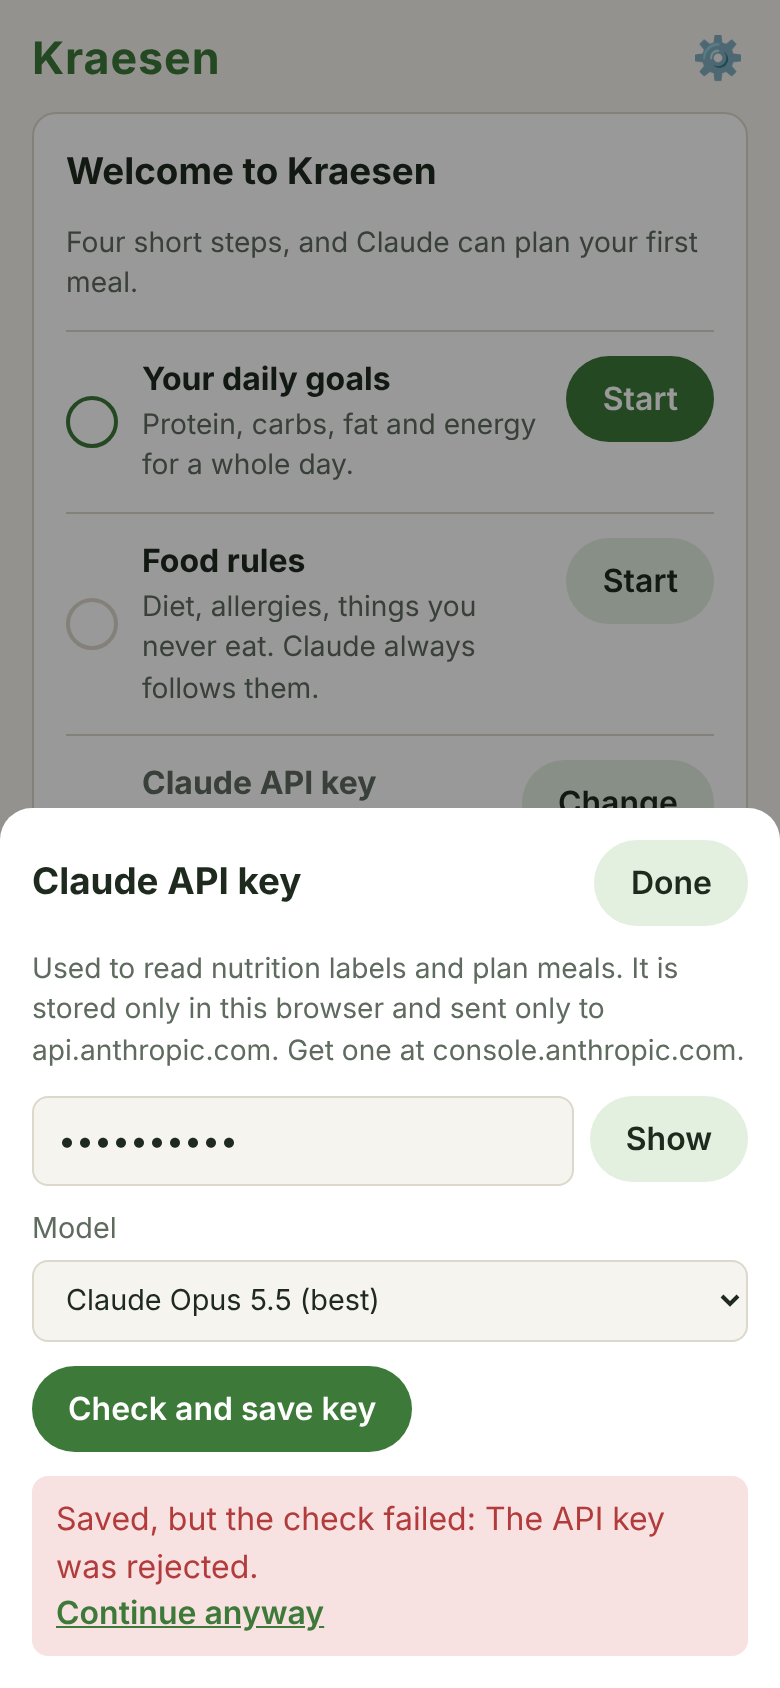 Kraesen
Welcome to Kraesen
Four short steps, and Claude can plan your first
meal.
Your daily goals
Protein, carbs, fat and energy
for a whole day.
Start
Food rules
Diet, allergies, things you
never eat. Claude always
follows them.
Start
Claude API key
Change
Claude API key
Done
Used to read nutrition labels and plan meals. It is
stored only in this browser and sent only to
api.anthropic.com. Get one at console.anthropic.com.
••••••••••
Show
Model
Claude Opus 5.5 (best)
Check and save key
Saved, but the check failed: The API key
was rejected.
Continue anyway